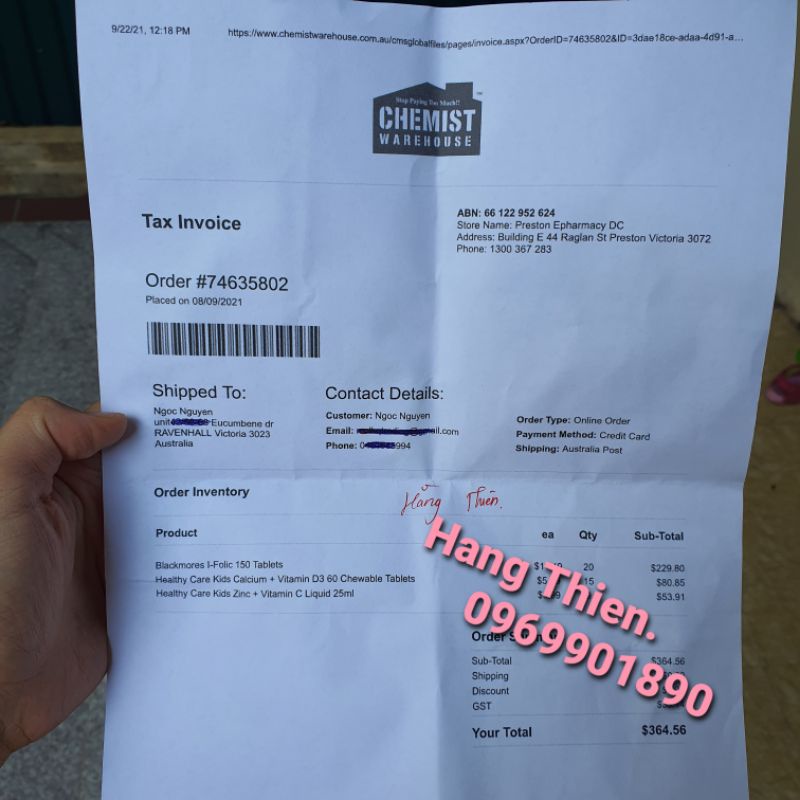 9/22/21, 12:18 PM
https://www.chemistwarehouse.com.au/cmsglobalfiles/pages/invoice.aspx?OrderID=74635802&ID=3dae18ce-adaa-4d91-a...
Stop Paying Too Much!!
CHEMIST
WAREHOUSE
Tax Invoice
ABN: 66 122 952 624
Store Name: Preston Epharmacy DC
Address: Building E 44 Raglan St Preston Victoria 3072
Phone: 1300 367 283
Order #74635802
Placed on 08/09/2021
Shipped To:
Ngoc Nguyen
unit Eucumbene dr
RAVENHALL Victoria 3023
Australia
Contact Details:
Customer: Ngoc Nguyen
Email:
Phone:
Order Type: Online Order
Payment Method: Credit Card
Shipping: Australia Post
Order Inventory
Hằng Thiên.
Product ea Qty Sub-Total
Blackmores I-Folic 150 Tablets 20 $229.80
Healthy Care Kids Calcium + Vitamin D3 60 Chewable Tablets 15 $80.85
Healthy Care Kids Zinc + Vitamin C Liquid 25ml $53.91
Hang Thien.
0969901890
Order
Sub-Total $364.56
Shipping
Discount
GST
Your Total $364.56